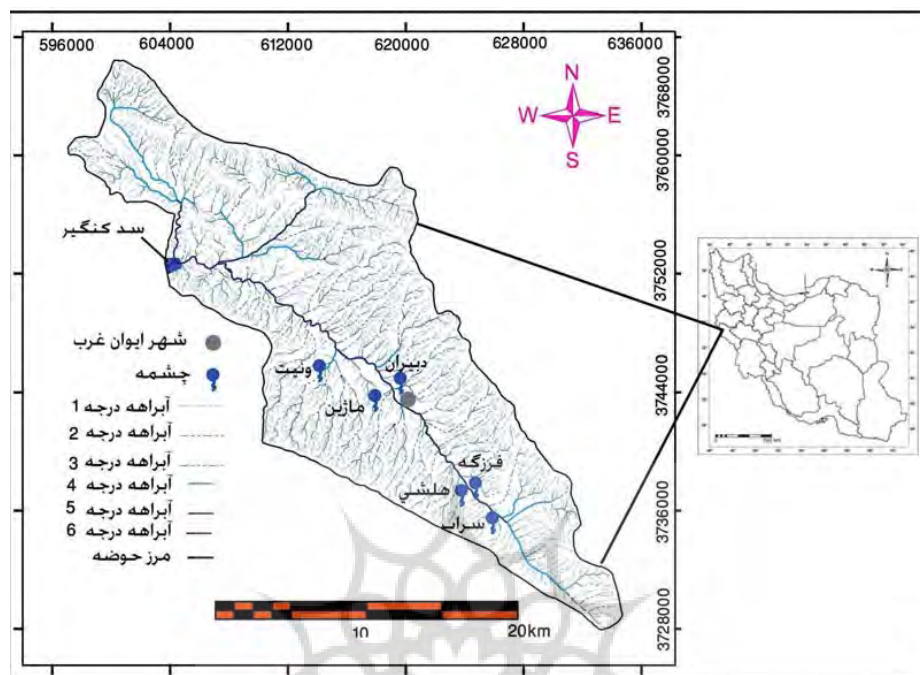 596000 604000 612000 620000 628000 636000
3768000
3760000
3752000
3744000
3736000
3728000
N
W E
S
سد کنگیر
شهر ایوان غرب
چشمه
آبراهه درجه 1
آبراهه درجه 2
آبراهه درجه 3
آبراهه درجه 4
آبراهه درجه 5
آبراهه درجه 6
مرز حوضه
ونیت
دبیران
ماژین
فززگه
هلشي
سراب
10 20km